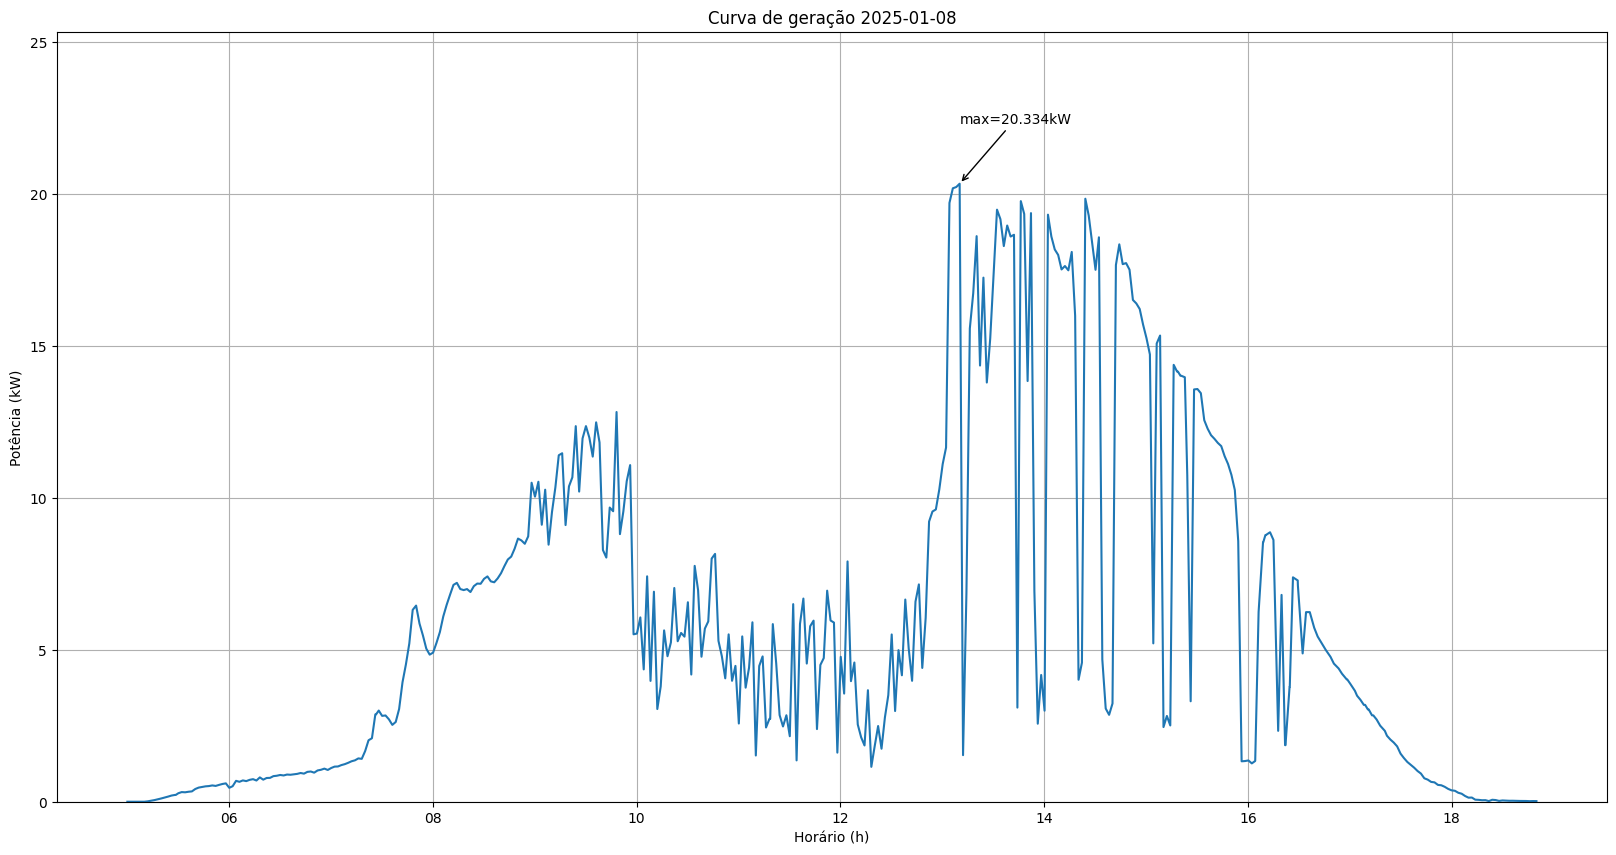 Curva de geração 2025-01-08
25
max=20.334kW
20
15
Potência (kW)
10
5
0
06 08 10 12 14 16 18
Horário (h)